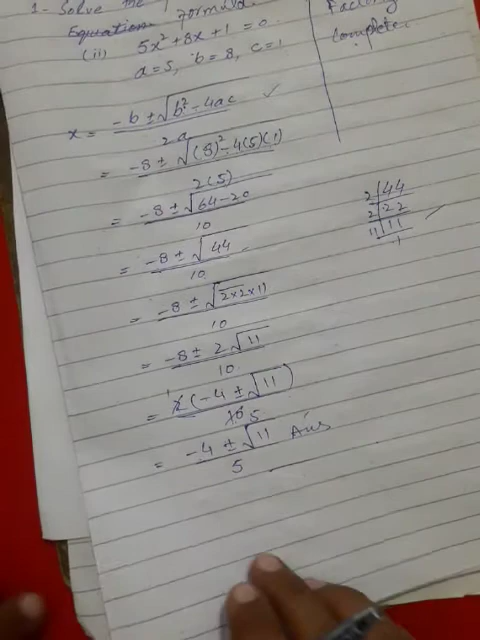 1- Solve the
Equation Formula.
(ii) 5x² + 8x + 1 = 0
a = 5, b = 8, c = 1
Factoring
Complete
x = -b ± √b² - 4ac / 2a ✓
= -8 ± √(8)² - 4(5)(1) / 2(5)
= -8 ± √64 - 20 / 10
= -8 ± √44 / 10
2 | 44
2 | 22
11 | 11
1
= -8 ± √2×2×11 / 10
= -8 ± 2√11 / 10
= 2(-4 ± √11) / 10 5
= -4 ± √11 / 5 Ans